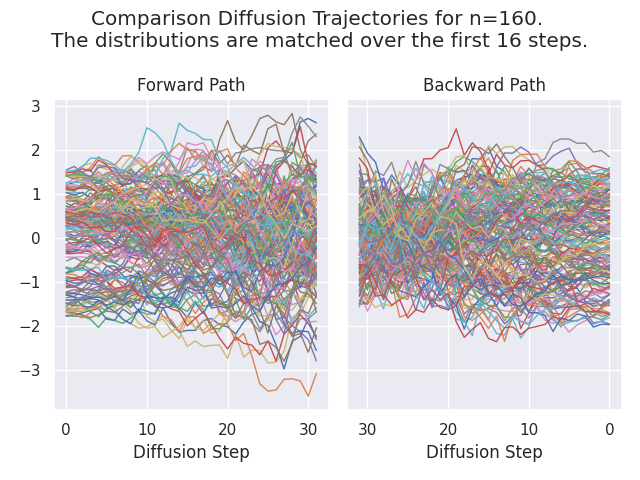 Comparison Diffusion Trajectories for n=160.
The distributions are matched over the first 16 steps.
Forward Path
Backward Path
3
2
1
0
−1
−2
−3
0 10 20 30
30 20 10 0
Diffusion Step
Diffusion Step